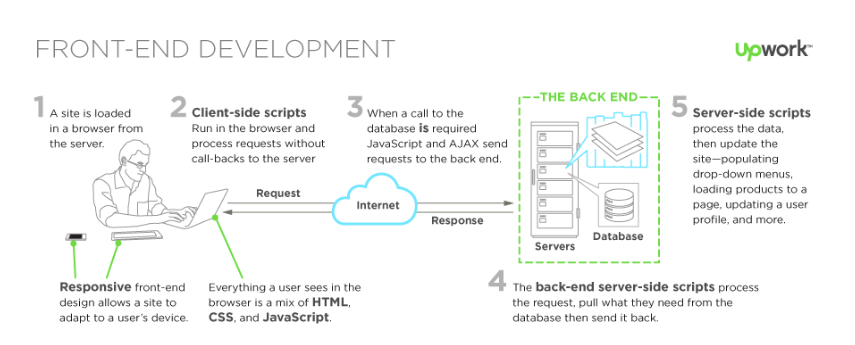 FRONT-END DEVELOPMENT
Upwork™
1 A site is loaded
in a browser from
the server.
2 Client-side scripts
Run in the browser and
process requests without
call-backs to the server
3 When a call to the
database is required
JavaScript and AJAX send
requests to the back end.
THE BACK END
5 Server-side scripts
process the data,
then update the
site—populating
drop-down menus,
loading products to a
page, updating a user
profile, and more.
Request
Internet
Response
Servers
Database
Responsive front-end
design allows a site to
adapt to a user's device.
Everything a user sees in the
browser is a mix of HTML,
CSS, and JavaScript.
4 The back-end server-side scripts process
the request, pull what they need from the
database then send it back.